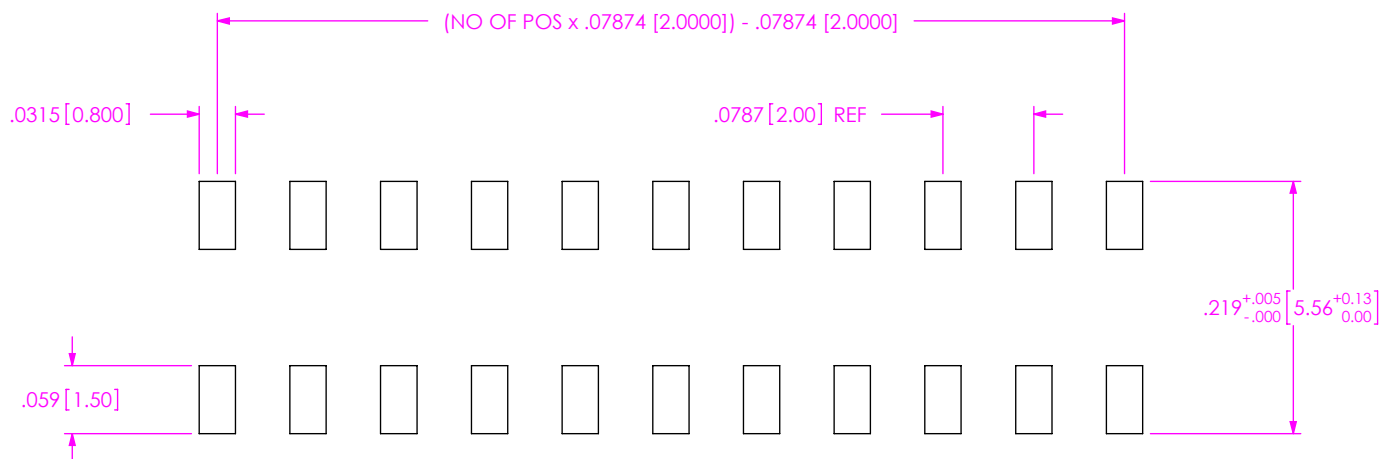 (NO OF POS x .07874 [2.0000]) - .07874 [2.0000]
.0315[0.800]
.0787[2.00] REF
.219 +.005 -.000 [5.56 +0.13 0.00]
.059[1.50]